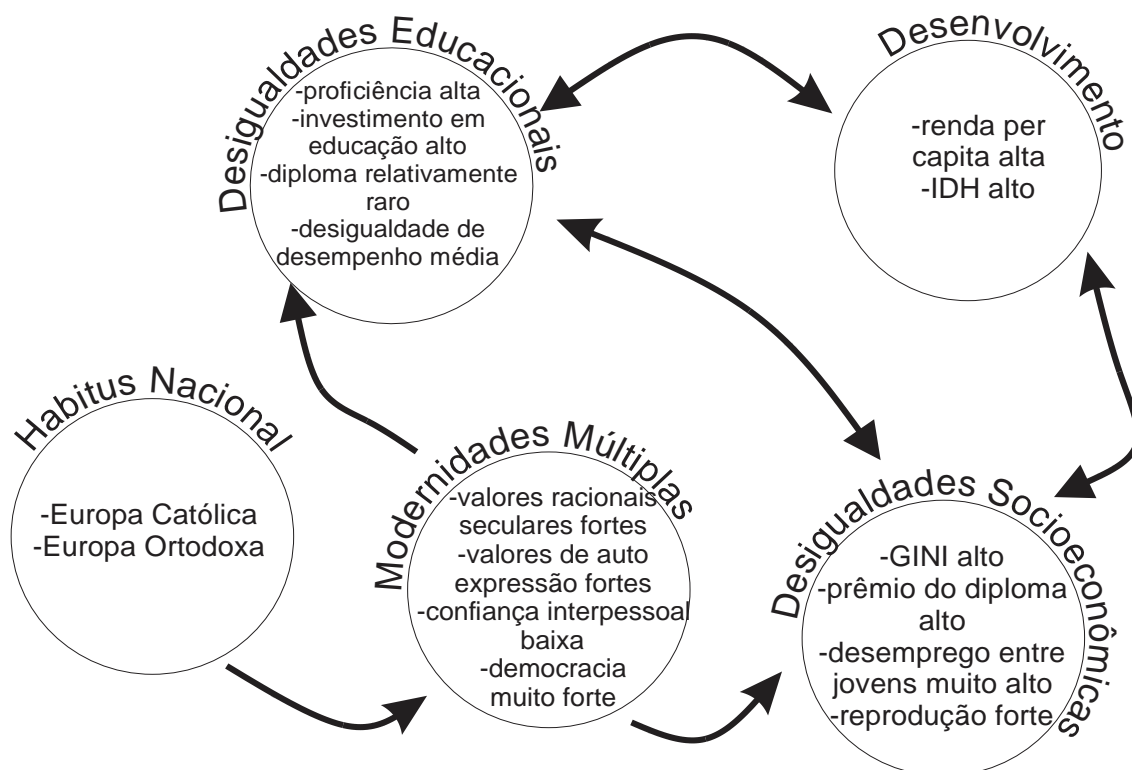 Desigualdades Educacionais
-proficiência alta
-investimento em
educação alto
-diploma relativamente
raro
-desigualdade de
desempenho média
Desenvolvimento
-renda per
capita alta
-IDH alto
Habitus Nacional
-Europa Católica
-Europa Ortodoxa
Modernidades Múltiplas
-valores racionais
seculares fortes
-valores de auto
expressão fortes
-confiança interpessoal
baixa
-democracia
muito forte
Desigualdades Socioeconômicas
-GINI alto
-prêmio do diploma
alto
-desemprego entre
jovens muito alto
-reprodução forte